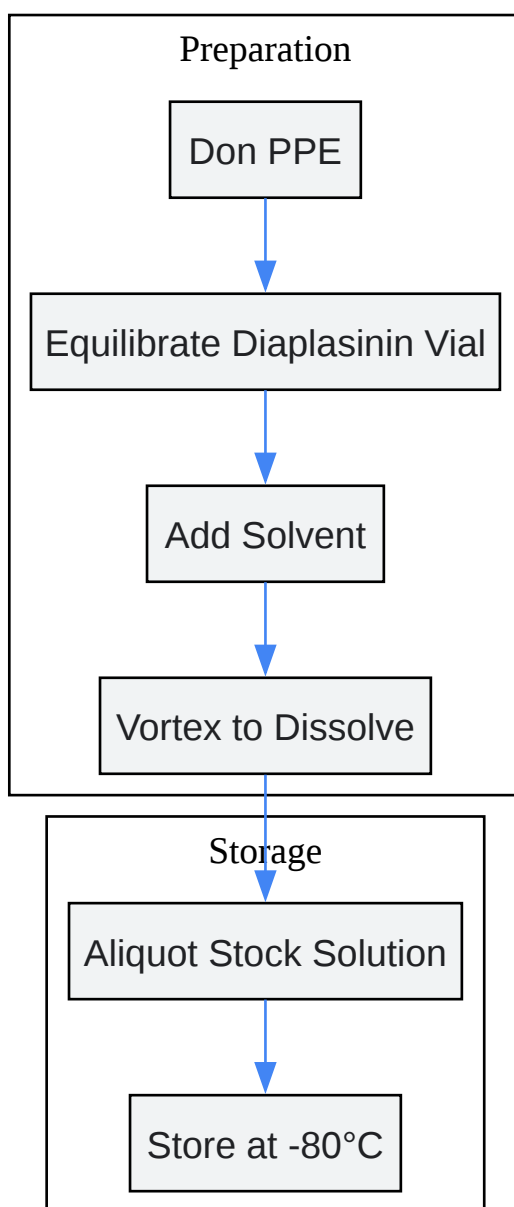 Preparation
Don PPE
Equilibrate Diaplasinin Vial
Add Solvent
Vortex to Dissolve
Storage
Aliquot Stock Solution
Store at -80°C